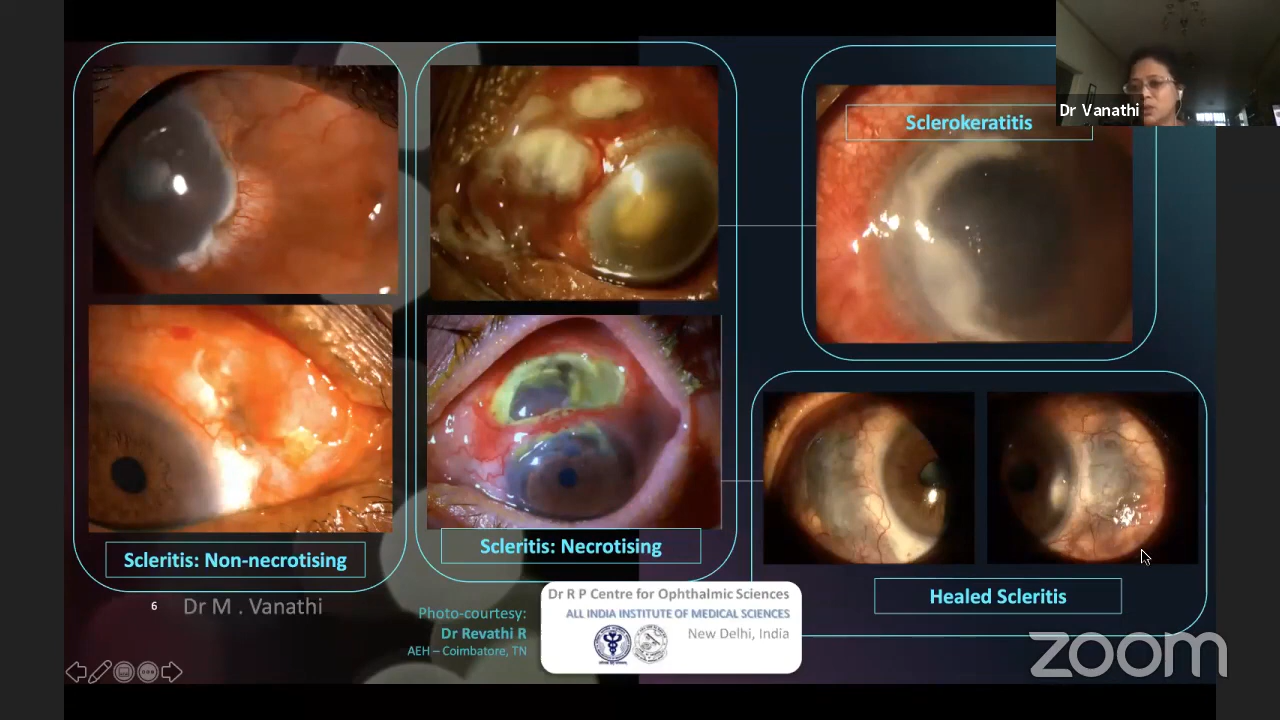 Dr Vanathi
Sclerokeratitis
Scleritis: Non-necrotising
Scleritis: Necrotising
Healed Scleritis
6
Dr M . Vanathi
Photo-courtesy:
Dr Revathi R
AEH – Coimbatore, TN
Dr R P Centre for Ophthalmic Sciences
ALL INDIA INSTITUTE OF MEDICAL SCIENCES
New Delhi, India
zoom